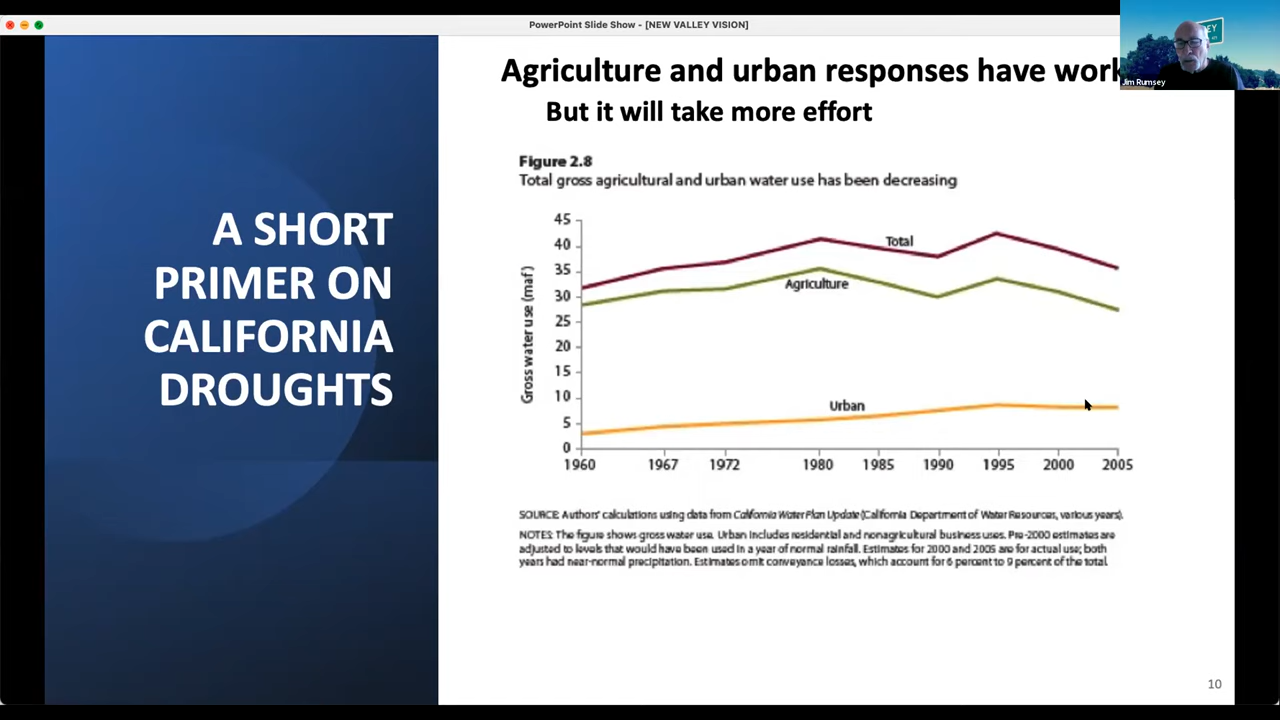 PowerPoint Slide Show - [NEW VALLEY VISION]
EY
Jim Rumsey
Agriculture and urban responses have work
But it will take more effort
A SHORT
PRIMER ON
CALIFORNIA
DROUGHTS
Figure 2.8
Total gross agricultural and urban water use has been decreasing
Gross water use (maf)
45
40
35
30
25
20
15
10
5
0
Total
Agriculture
Urban
1960 1967 1972 1980 1985 1990 1995 2000 2005
SOURCE: Authors' calculations using data from California Water Plan Update (California Department of Water Resources, various years).
NOTES: The figure shows gross water use. Urban includes residential and nonagricultural business uses. Pre-2000 estimates are
adjusted to levels that would have been used in a year of normal rainfall. Estimates for 2000 and 2005 are for actual use; both
years had near-normal precipitation. Estimates omit conveyance losses, which account for 6 percent to 9 percent of the total.
10